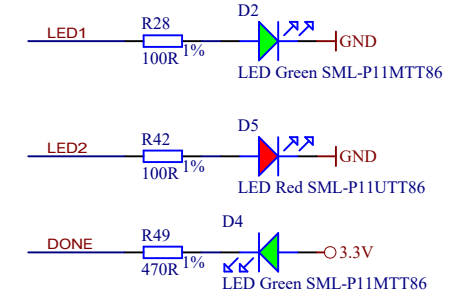 D2
LED1
R28
GND
100R
1%
LED Green SML-P11MTT86
D5
LED2
R42
GND
100R
1%
LED Red SML-P11UTT86
D4
DONE
R49
3.3V
470R
1%
LED Green SML-P11MTT86